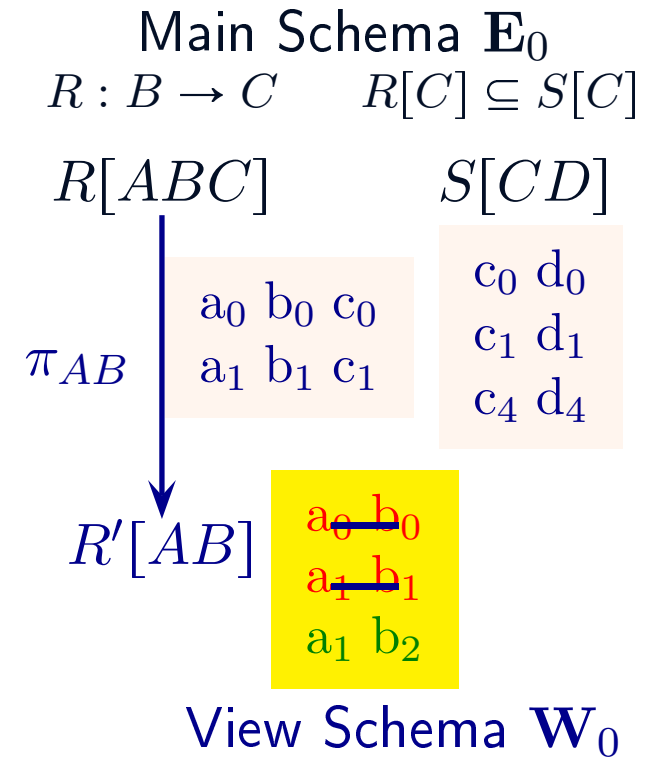 Main Schema E₀
R : B → C R[C] ⊆ S[C]
R[ABC] S[CD]
c₀ d₀
a₀ b₀ c₀
c₁ d₁
a₁ b₁ c₁
π_AB
c₄ d₄
a₀ b₀
R′[AB]
a₁ b₁
a₁ b₂
View Schema W₀